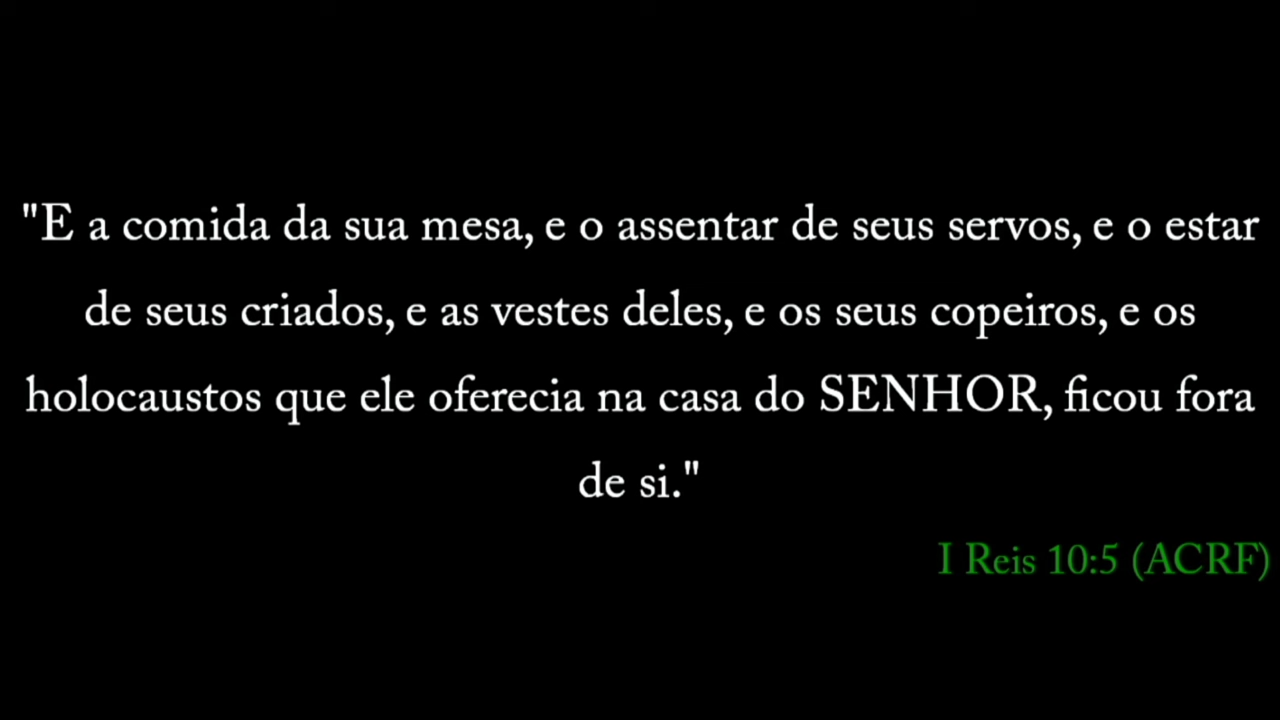 "E a comida da sua mesa, e o assentar de seus servos, e o estar
de seus criados, e as vestes deles, e os seus copeiros, e os
holocaustos que ele oferecia na casa do SENHOR, ficou fora
de si."
I Reis 10:5 (ACRF)